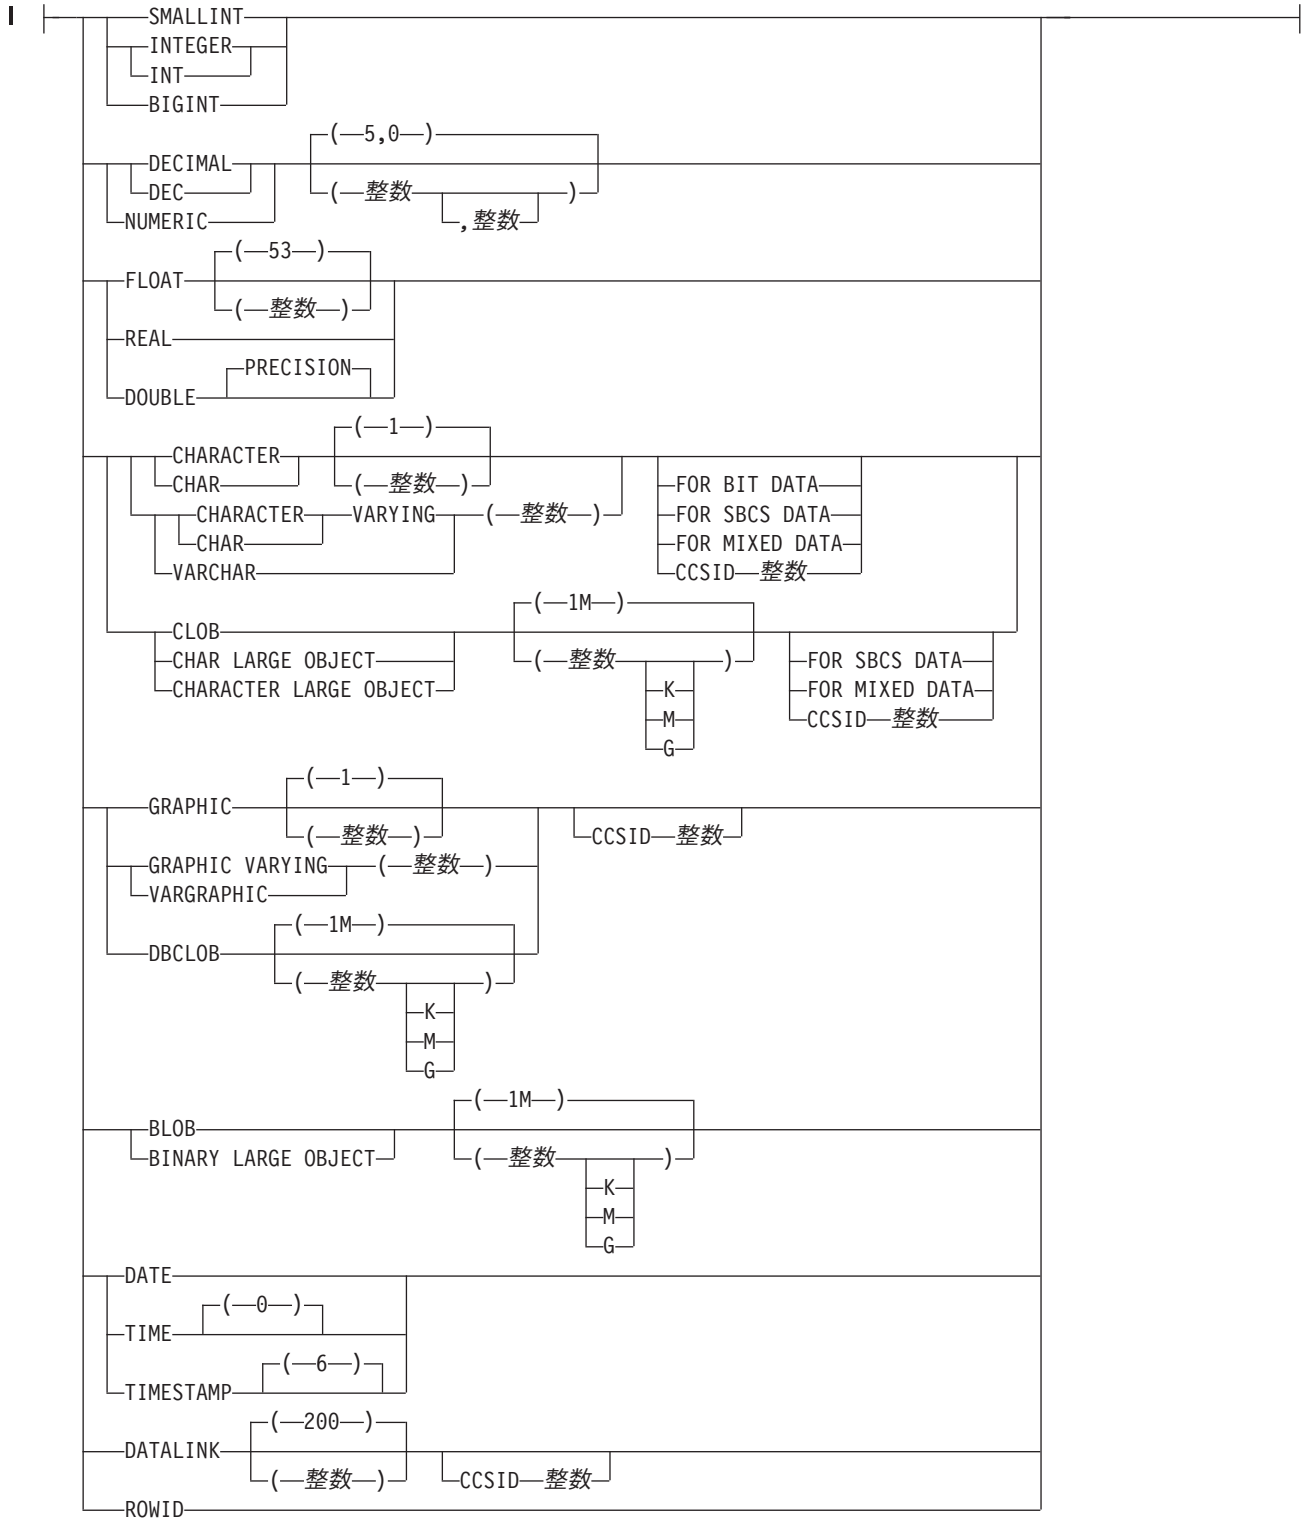 SMALLINT
INTEGER
INT
BIGINT
( 5,0 )
DECIMAL
DEC ( 整数 )
NUMERIC ,整数
( 53 )
FLOAT
( 整数 )
REAL
PRECISION
DOUBLE
( 1 )
CHARACTER
CHAR ( 整数 ) FOR BIT DATA
CHARACTER VARYING ( 整数 ) FOR SBCS DATA
CHAR FOR MIXED DATA
VARCHAR CCSID 整数
( 1M )
CLOB
CHAR LARGE OBJECT ( 整数 ) FOR SBCS DATA
CHARACTER LARGE OBJECT K FOR MIXED DATA
M CCSID 整数
G
( 1 )
GRAPHIC
( 整数 ) CCSID 整数
GRAPHIC VARYING ( 整数 )
VARGRAPHIC
( 1M )
DBCLOB
( 整数 )
K
M
G
( 1M )
BLOB
BINARY LARGE OBJECT ( 整数 )
K
M
G
DATE
( 0 )
TIME
( 6 )
TIMESTAMP
( 200 )
DATALINK
( 整数 ) CCSID 整数
ROWID